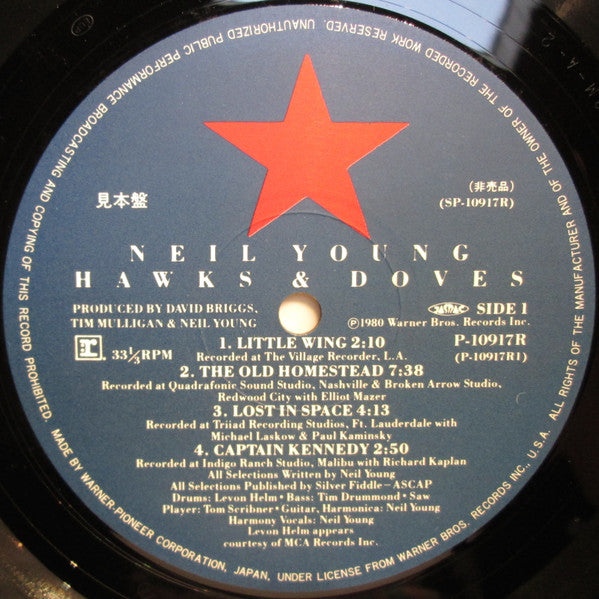 UNAUTHORIZED PUBLIC PERFORMANCE BROADCASTING AND COPYING OF THIS RECORD PROHIBITED.
ALL RIGHTS OF THE MANUFACTURER AND OF THE OWNER OF THE RECORDED WORK RESERVED.
見本盤
(非売品)
(SP-10917R)
NEIL YOUNG
HAWKS & DOVES
PRODUCED BY DAVID BRIGGS,
TIM MULLIGAN & NEIL YOUNG
JASRAC SIDE 1
℗1980 Warner Bros. Records Inc.
r 33⅓RPM
P-10917R
(P-10917R1)
1. LITTLE WING 2:10
Recorded at The Village Recorder, L.A.
2. THE OLD HOMESTEAD 7:38
Recorded at Quadrafonic Sound Studio, Nashville & Broken Arrow Studio,
Redwood City with Elliot Mazer
3. LOST IN SPACE 4:13
Recorded at Triiad Recording Studios, Ft. Lauderdale with
Michael Laskow & Paul Kaminsky
4. CAPTAIN KENNEDY 2:50
Recorded at Indigo Ranch Studio, Malibu with Richard Kaplan
All Selections Written by Neil Young
All Selections Published by Silver Fiddle–ASCAP
Drums: Levon Helm • Bass: Tim Drummond • Saw
Player: Tom Scribner • Guitar, Harmonica: Neil Young
Harmony Vocals: Neil Young
Levon Helm appears
courtesy of MCA Records Inc.
MADE BY WARNER-PIONEER CORPORATION, JAPAN, UNDER LICENSE FROM WARNER BROS. RECORDS INC., U.S.A.